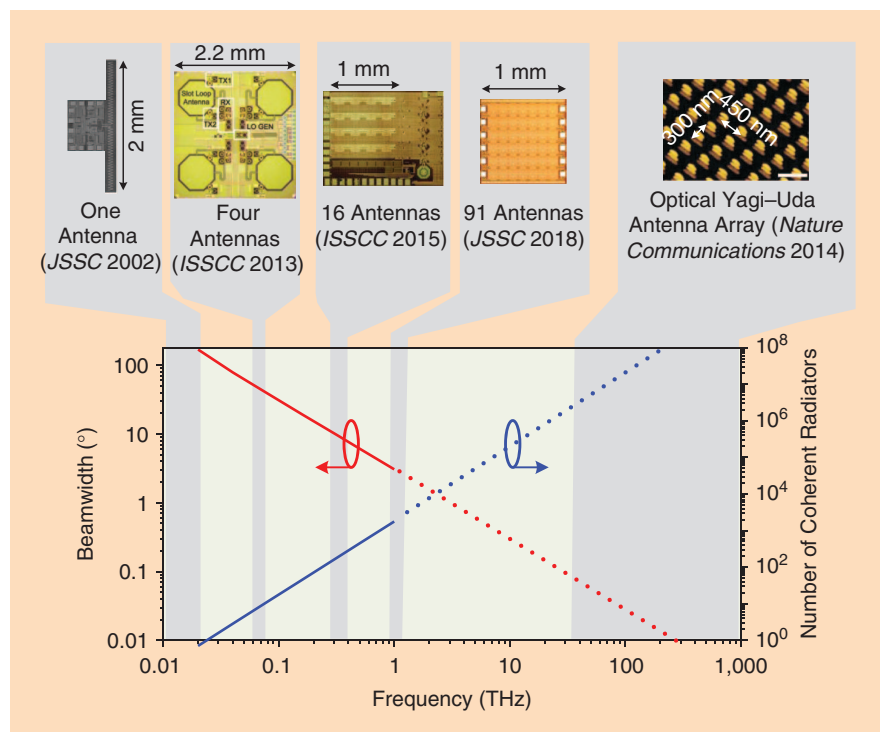 2.2 mm
1 mm
1 mm
2 mm
TX1
Slot Loop
Antenna
RX
TX2
LO GEN
300 nm
450 nm
One
Antenna
(JSSC 2002)
Four
Antennas
(ISSCC 2013)
16 Antennas
(ISSCC 2015)
91 Antennas
(JSSC 2018)
Optical Yagi–Uda
Antenna Array (Nature
Communications 2014)
100
10
1
0.1
0.01
Beamwidth (°)
10^8
10^6
10^4
10^2
10^0
Number of Coherent Radiators
0.01 0.1 1 10 100 1,000
Frequency (THz)